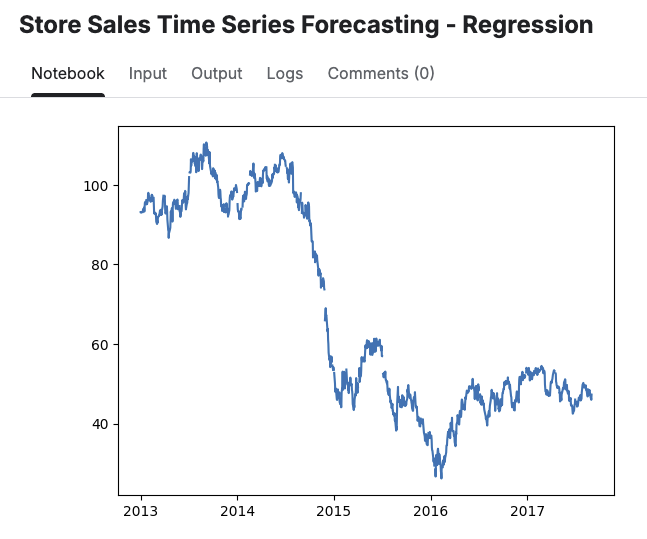 Store Sales Time Series Forecasting - Regression
Notebook Input Output Logs Comments (0)
100
80
60
40
2013 2014 2015 2016 2017